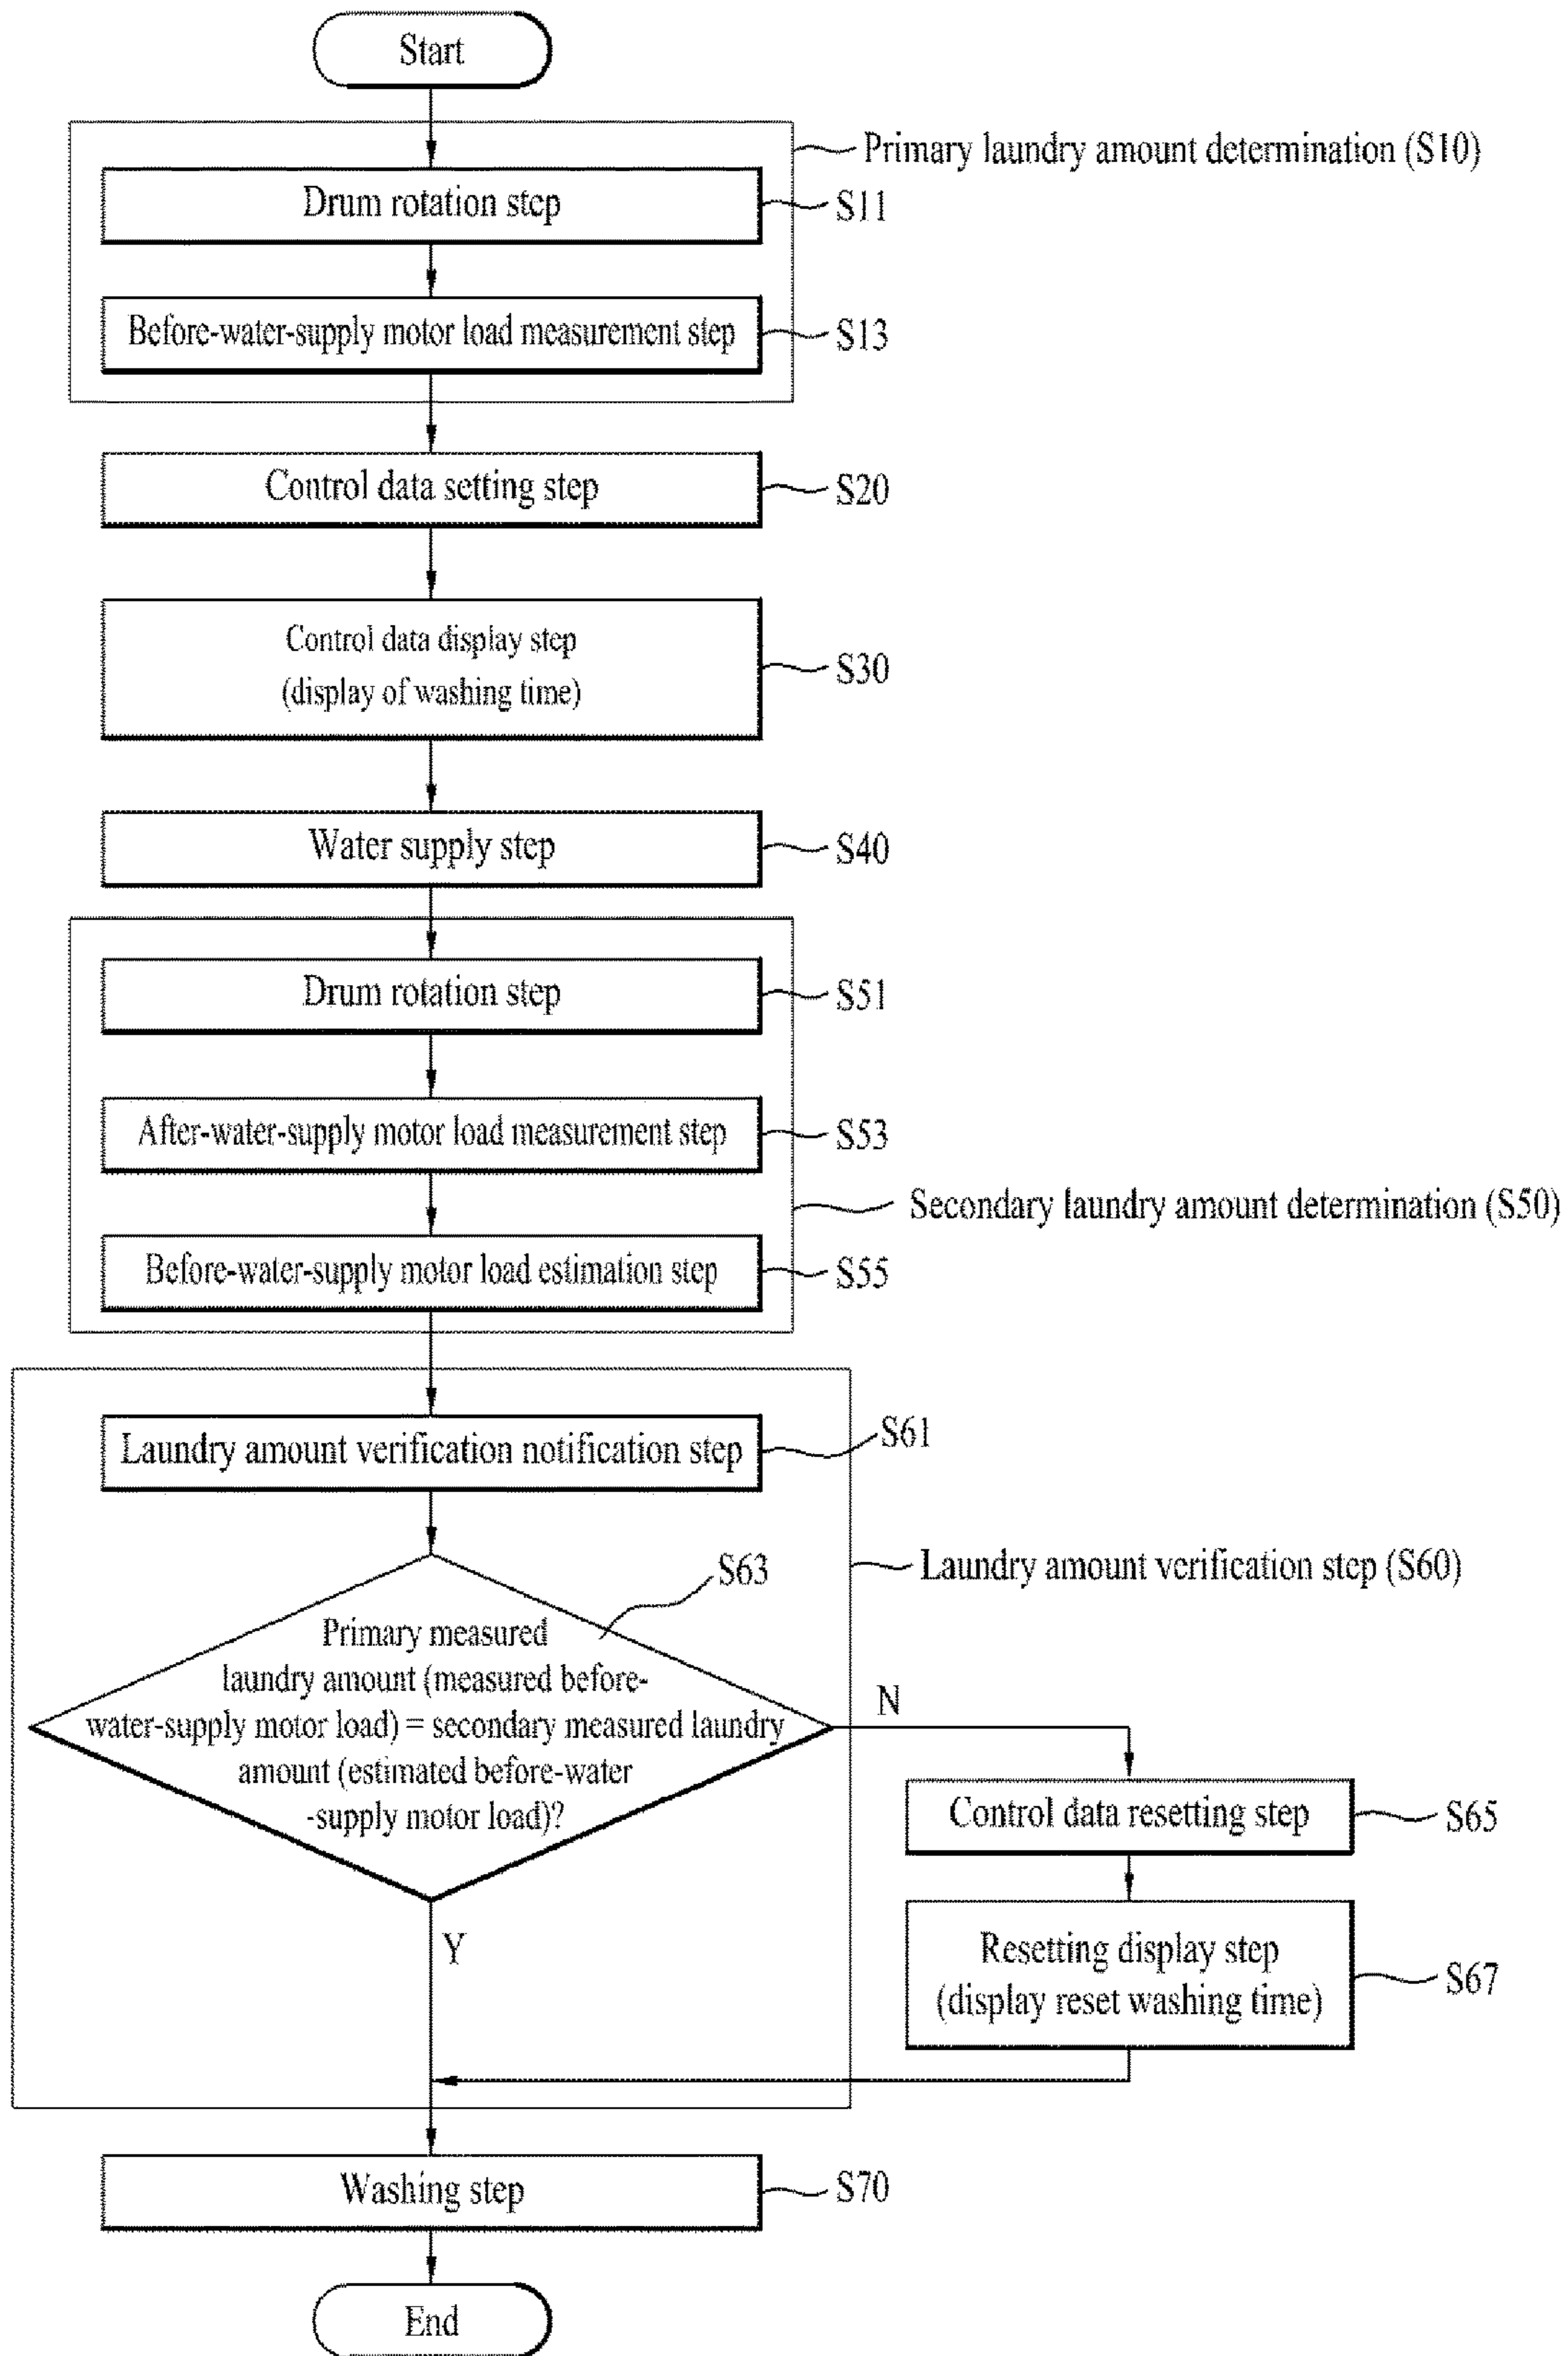 Start
Primary laundry amount determination (S10)
Drum rotation step
S11
Before-water-supply motor load measurement step
S13
Control data setting step
S20
Control data display step
(display of washing time)
S30
Water supply step
S40
Drum rotation step
S51
After-water-supply motor load measurement step
S53
Secondary laundry amount determination (S50)
Before-water-supply motor load estimation step
S55
Laundry amount verification notification step
S61
S63
Laundry amount verification step (S60)
Primary measured
laundry amount (measured before-
water-supply motor load) = secondary measured laundry
amount (estimated before-water
-supply motor load)?
N
Control data resetting step
S65
Y
Resetting display step
(display reset washing time)
S67
Washing step
S70
End